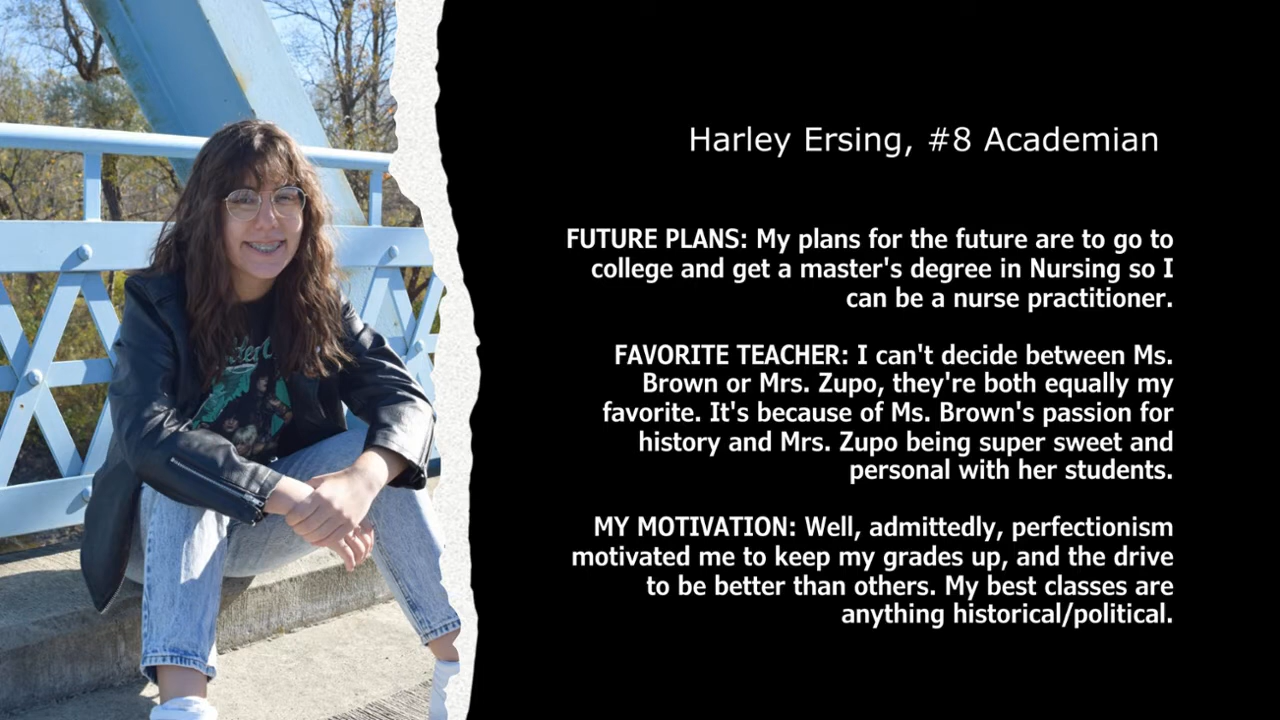 Harley Ersing, #8 Academian
FUTURE PLANS: My plans for the future are to go to
college and get a master's degree in Nursing so I
can be a nurse practitioner.
FAVORITE TEACHER: I can't decide between Ms.
Brown or Mrs. Zupo, they're both equally my
favorite. It's because of Ms. Brown's passion for
history and Mrs. Zupo being super sweet and
personal with her students.
MY MOTIVATION: Well, admittedly, perfectionism
motivated me to keep my grades up, and the drive
to be better than others. My best classes are
anything historical/political.